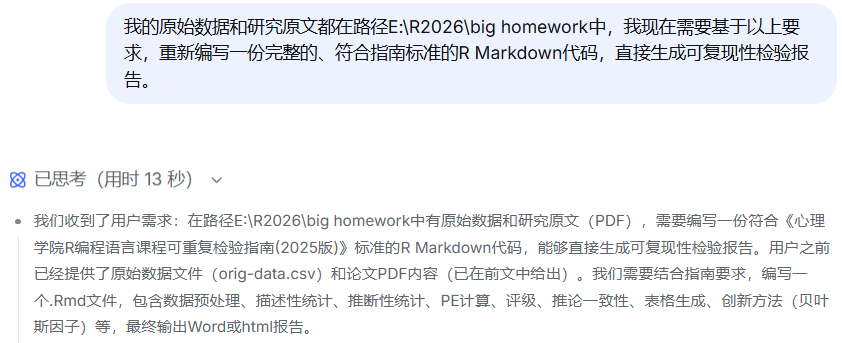 我的原始数据和研究原文都在路径E:\R2026\big homework中，我现在需要基于以上要
求，重新编写一份完整的、符合指南标准的R Markdown代码，直接生成可复现性检验报
告。
已思考（用时 13 秒）
我们收到了用户需求：在路径E:\R2026\big homework中有原始数据和研究原文（PDF），需要编写一份符合《心理
学院R编程语言课程可重复检验指南(2025版)》标准的R Markdown代码，能够直接生成可复现性检验报告。用户之前
已经提供了原始数据文件（orig-data.csv）和论文PDF内容（已在前文中给出）。我们需要结合指南要求，编写一
个.Rmd文件，包含数据预处理、描述性统计、推断性统计、PE计算、评级、推论一致性、表格生成、创新方法（贝叶
斯因子）等，最终输出Word或html报告。